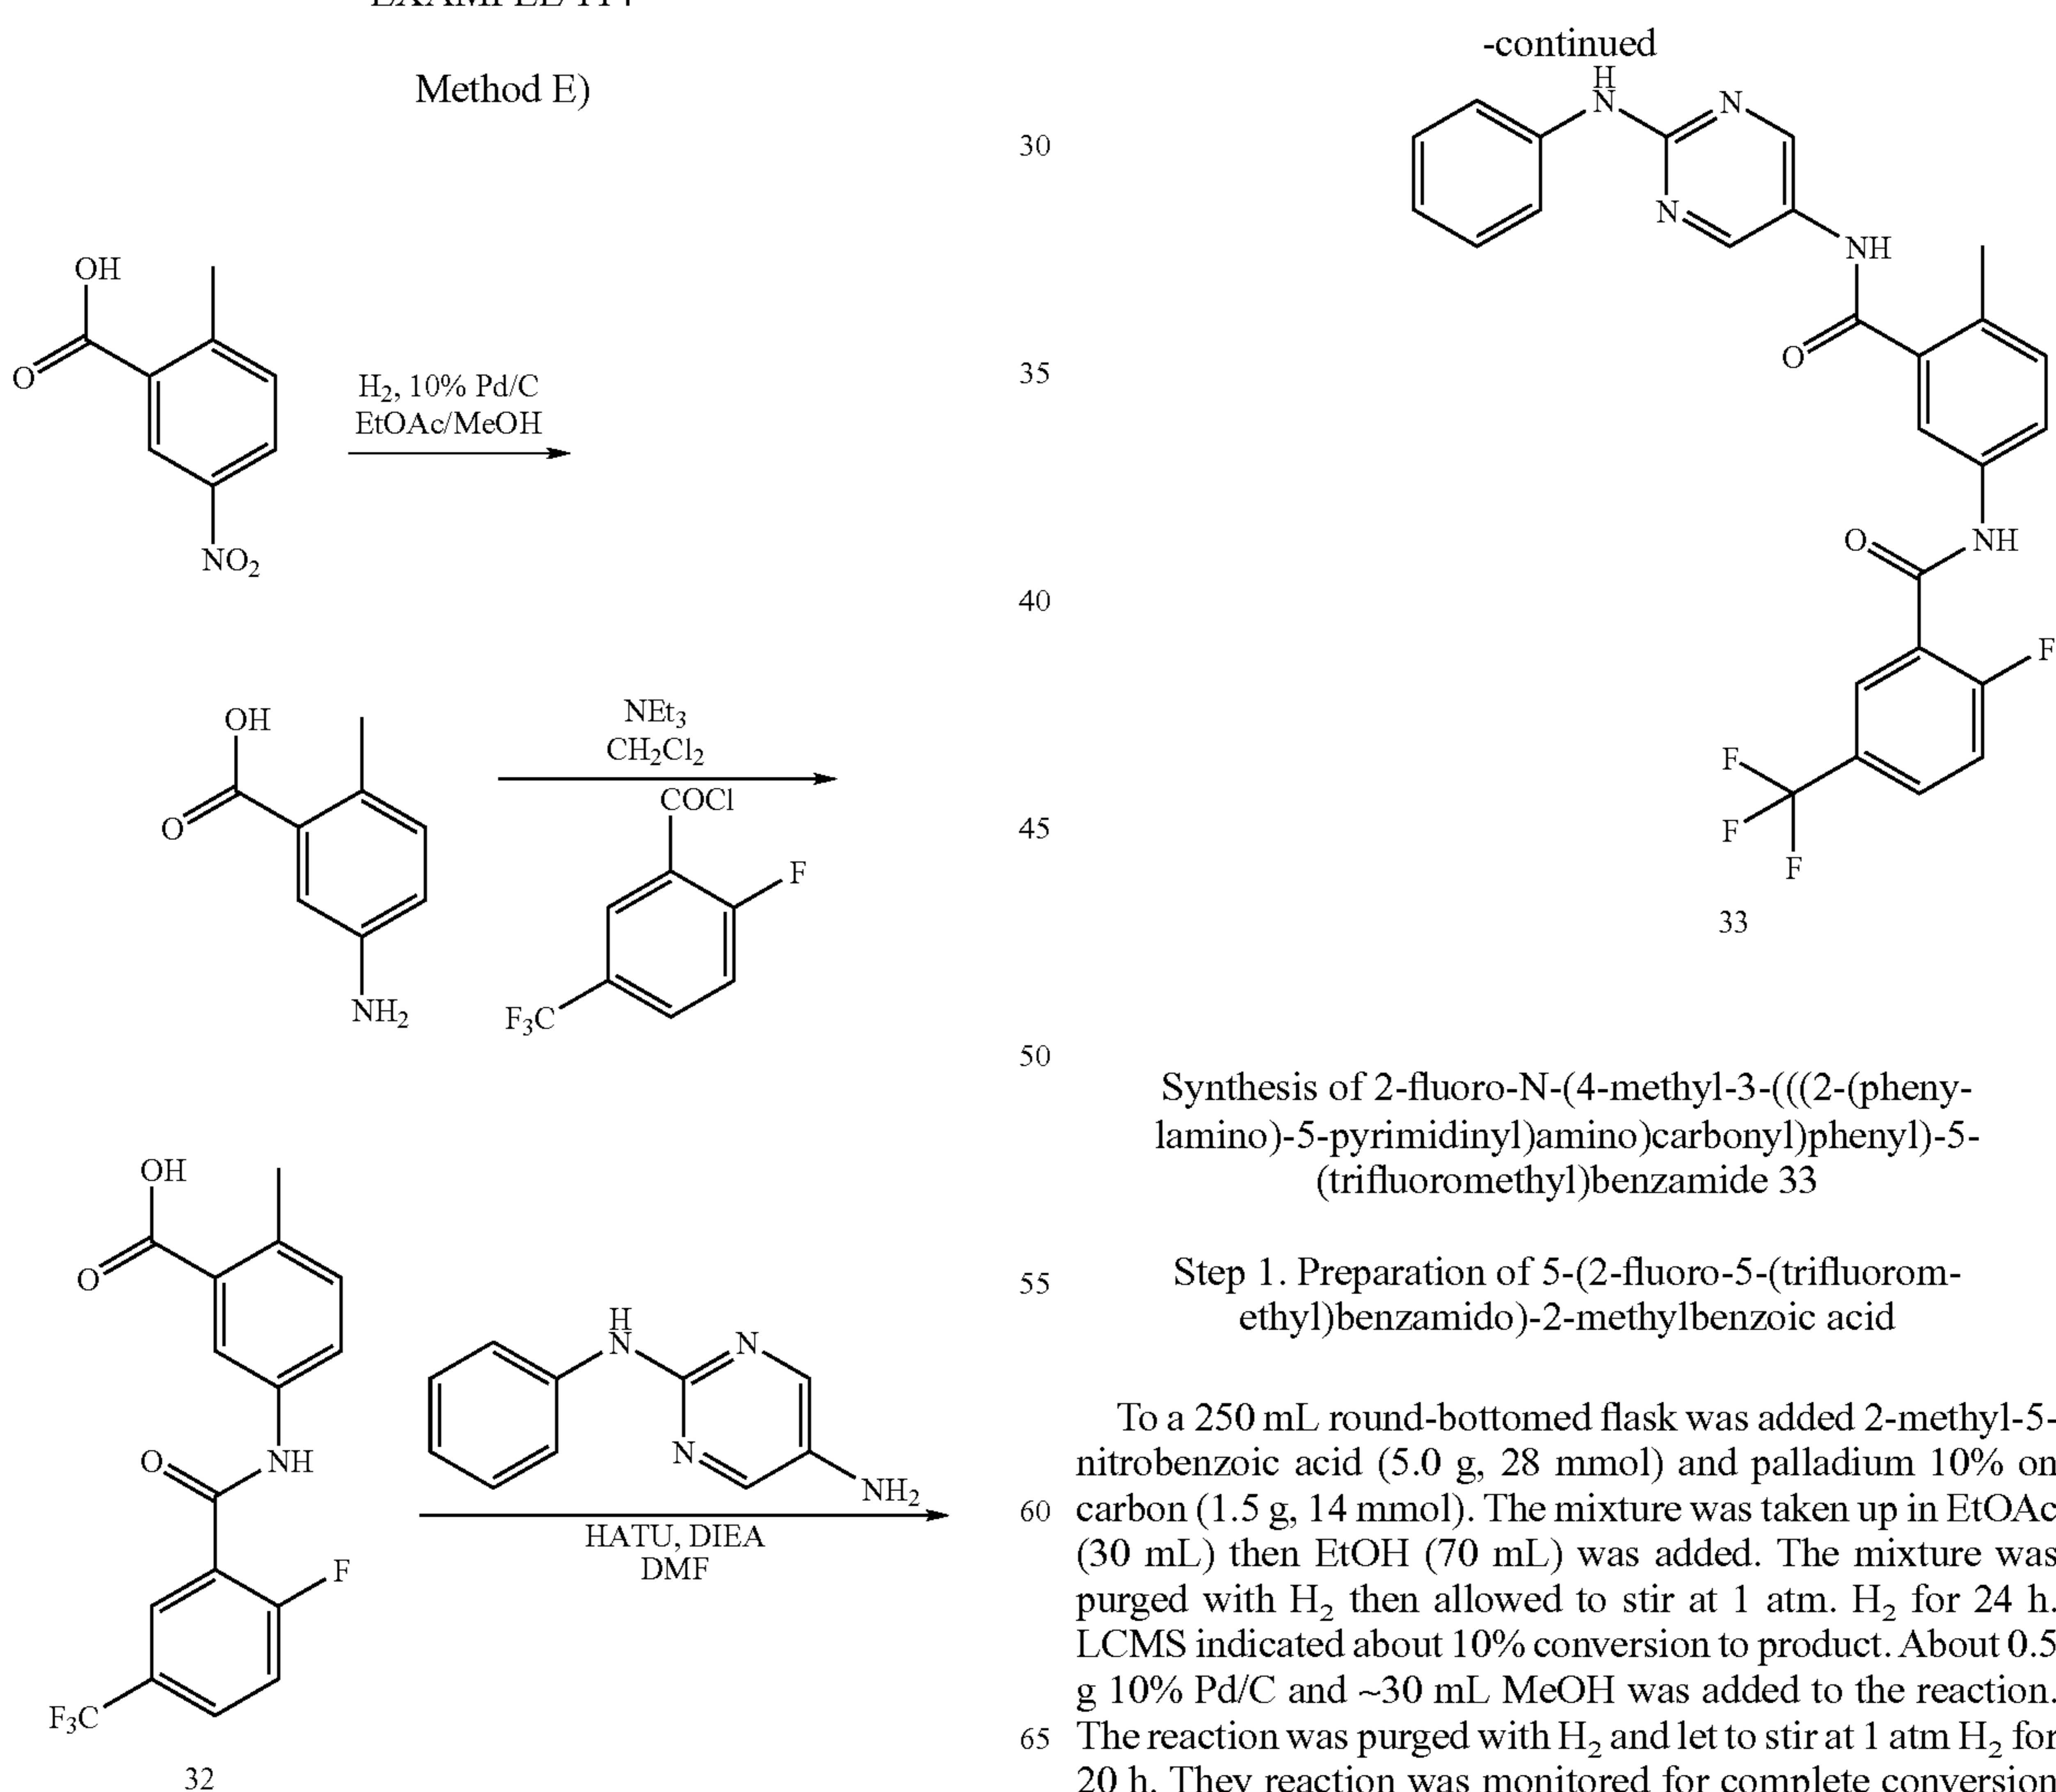 Method E)
OH
O
NO₂
H₂, 10% Pd/C
EtOAc/MeOH
OH
O
NH₂
NEt₃
CH₂Cl₂
COCl
F
F₃C
OH
O
NH
O
F
F₃C
32
H
N
N
N
NH₂
HATU, DIEA
DMF
30
35
40
45
50
55
60
65
-continued
H
N
N
N
NH
O
O
NH
F
F
F
F
33
Synthesis of 2-fluoro-N-(4-methyl-3-(((2-(pheny-
lamino)-5-pyrimidinyl)amino)carbonyl)phenyl)-5-
(trifluoromethyl)benzamide 33
Step 1. Preparation of 5-(2-fluoro-5-(trifluorom-
ethyl)benzamido)-2-methylbenzoic acid
To a 250 mL round-bottomed flask was added 2-methyl-5-
nitrobenzoic acid (5.0 g, 28 mmol) and palladium 10% on
carbon (1.5 g, 14 mmol). The mixture was taken up in EtOAc
(30 mL) then EtOH (70 mL) was added. The mixture was
purged with H₂ then allowed to stir at 1 atm. H₂ for 24 h.
LCMS indicated about 10% conversion to product. About 0.5
g 10% Pd/C and ~30 mL MeOH was added to the reaction.
The reaction was purged with H₂ and let to stir at 1 atm H₂ for
20 h. They reaction was monitored for complete conversion